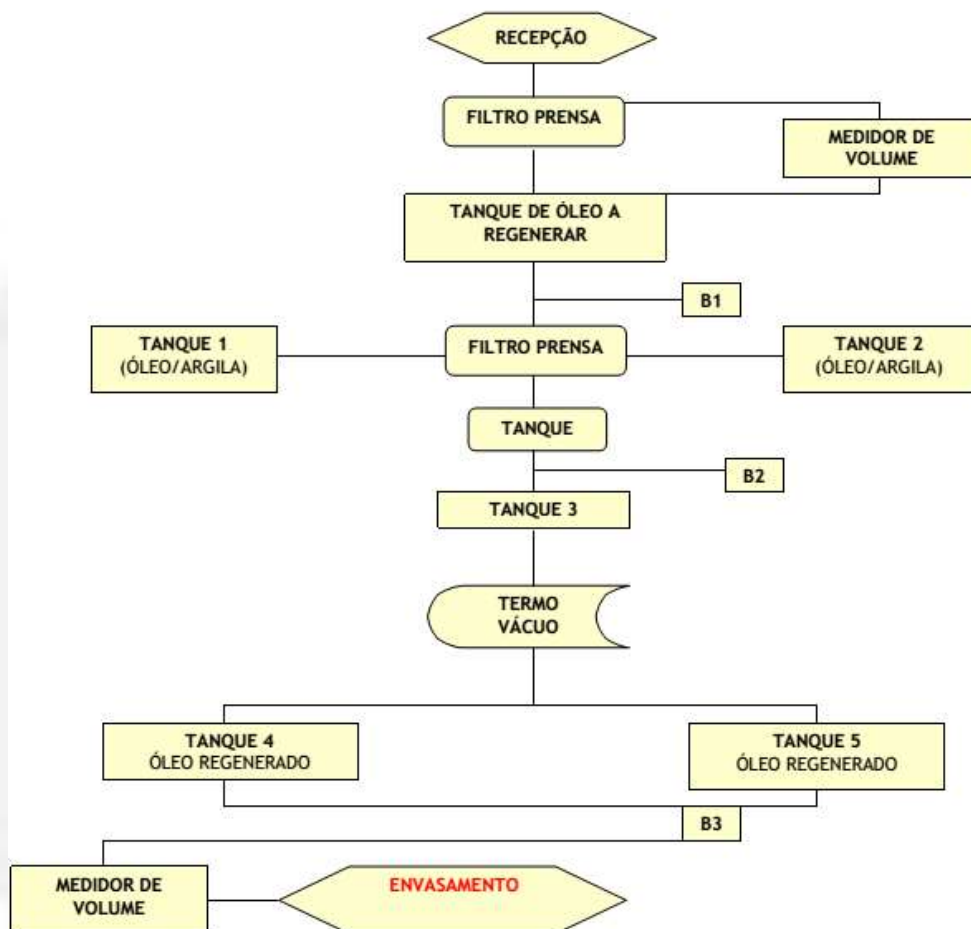 RECEPÇÃO
FILTRO PRENSA
MEDIDOR DE
VOLUME
TANQUE DE ÓLEO A
REGENERAR
B1
TANQUE 1
(ÓLEO/ARGILA)
FILTRO PRENSA
TANQUE 2
(ÓLEO/ARGILA)
TANQUE
B2
TANQUE 3
TERMO
VÁCUO
TANQUE 4
ÓLEO REGENERADO
TANQUE 5
ÓLEO REGENERADO
B3
MEDIDOR DE
VOLUME
ENVASAMENTO